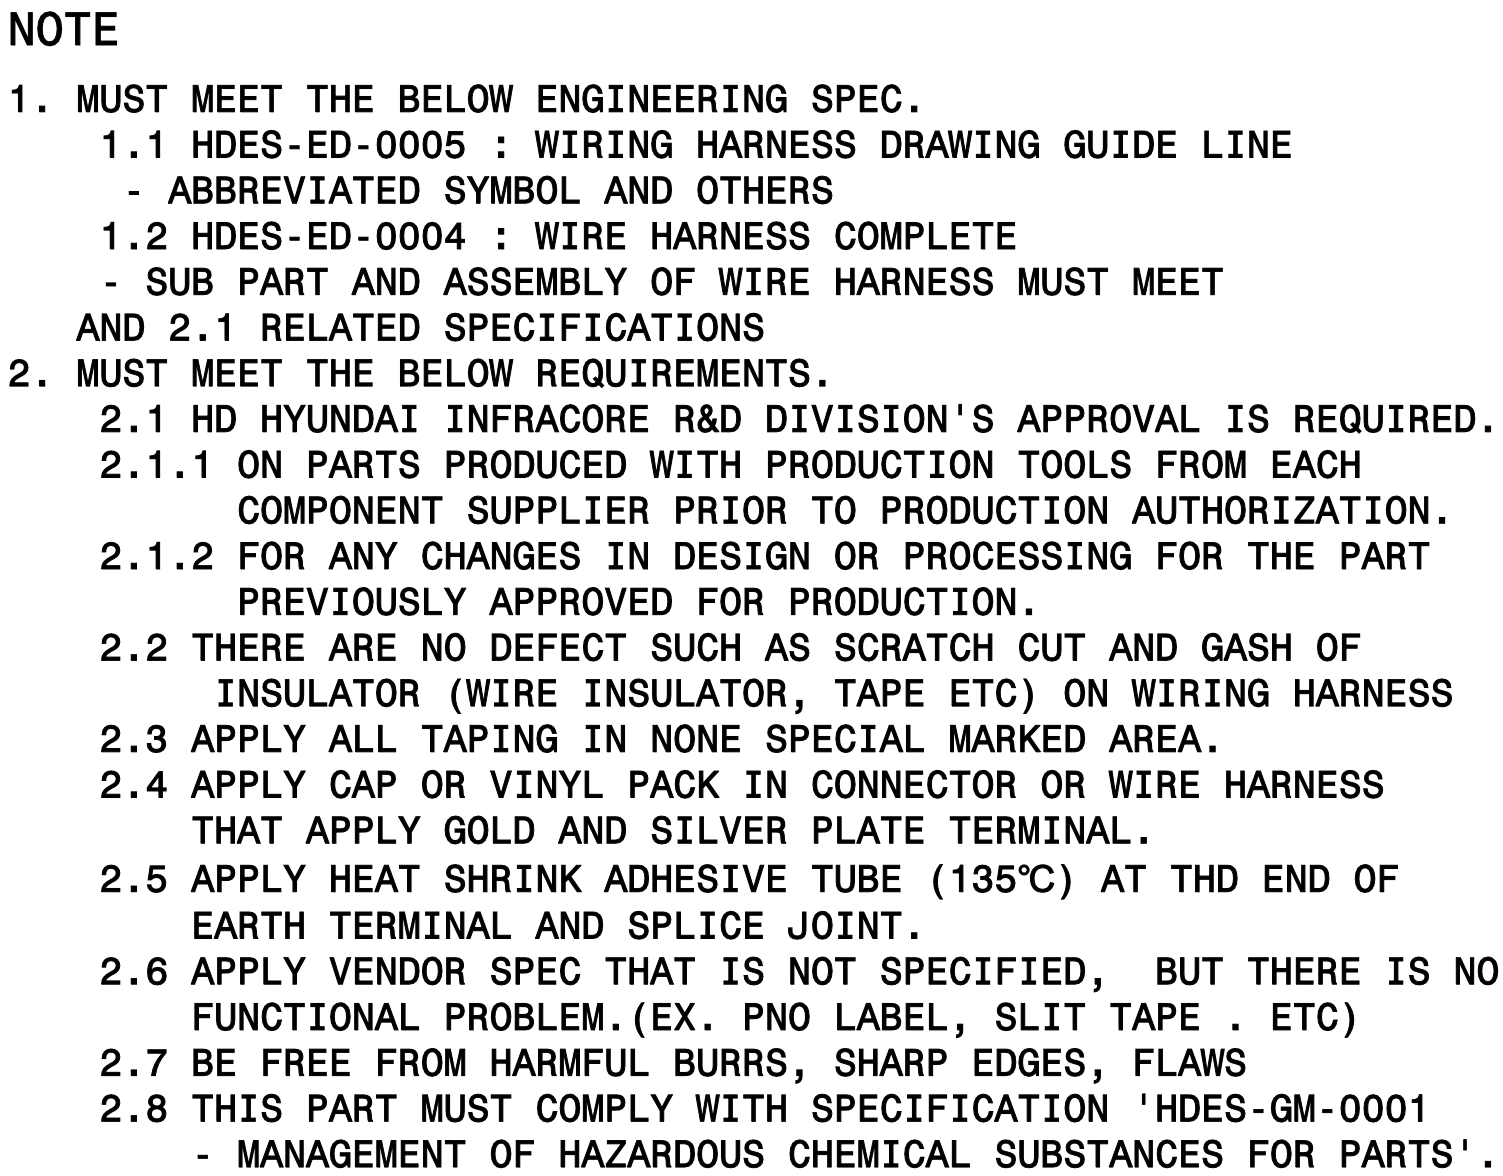 NOTE
1. MUST MEET THE BELOW ENGINEERING SPEC.
1.1 HDES-ED-0005 : WIRING HARNESS DRAWING GUIDE LINE
- ABBREVIATED SYMBOL AND OTHERS
1.2 HDES-ED-0004 : WIRE HARNESS COMPLETE
- SUB PART AND ASSEMBLY OF WIRE HARNESS MUST MEET
AND 2.1 RELATED SPECIFICATIONS
2. MUST MEET THE BELOW REQUIREMENTS.
2.1 HD HYUNDAI INFRACORE R&D DIVISION'S APPROVAL IS REQUIRED.
2.1.1 ON PARTS PRODUCED WITH PRODUCTION TOOLS FROM EACH
COMPONENT SUPPLIER PRIOR TO PRODUCTION AUTHORIZATION.
2.1.2 FOR ANY CHANGES IN DESIGN OR PROCESSING FOR THE PART
PREVIOUSLY APPROVED FOR PRODUCTION.
2.2 THERE ARE NO DEFECT SUCH AS SCRATCH CUT AND GASH OF
INSULATOR (WIRE INSULATOR, TAPE ETC) ON WIRING HARNESS
2.3 APPLY ALL TAPING IN NONE SPECIAL MARKED AREA.
2.4 APPLY CAP OR VINYL PACK IN CONNECTOR OR WIRE HARNESS
THAT APPLY GOLD AND SILVER PLATE TERMINAL.
2.5 APPLY HEAT SHRINK ADHESIVE TUBE (135℃) AT THD END OF
EARTH TERMINAL AND SPLICE JOINT.
2.6 APPLY VENDOR SPEC THAT IS NOT SPECIFIED, BUT THERE IS NO
FUNCTIONAL PROBLEM.(EX. PNO LABEL, SLIT TAPE . ETC)
2.7 BE FREE FROM HARMFUL BURRS, SHARP EDGES, FLAWS
2.8 THIS PART MUST COMPLY WITH SPECIFICATION 'HDES-GM-0001
- MANAGEMENT OF HAZARDOUS CHEMICAL SUBSTANCES FOR PARTS'.